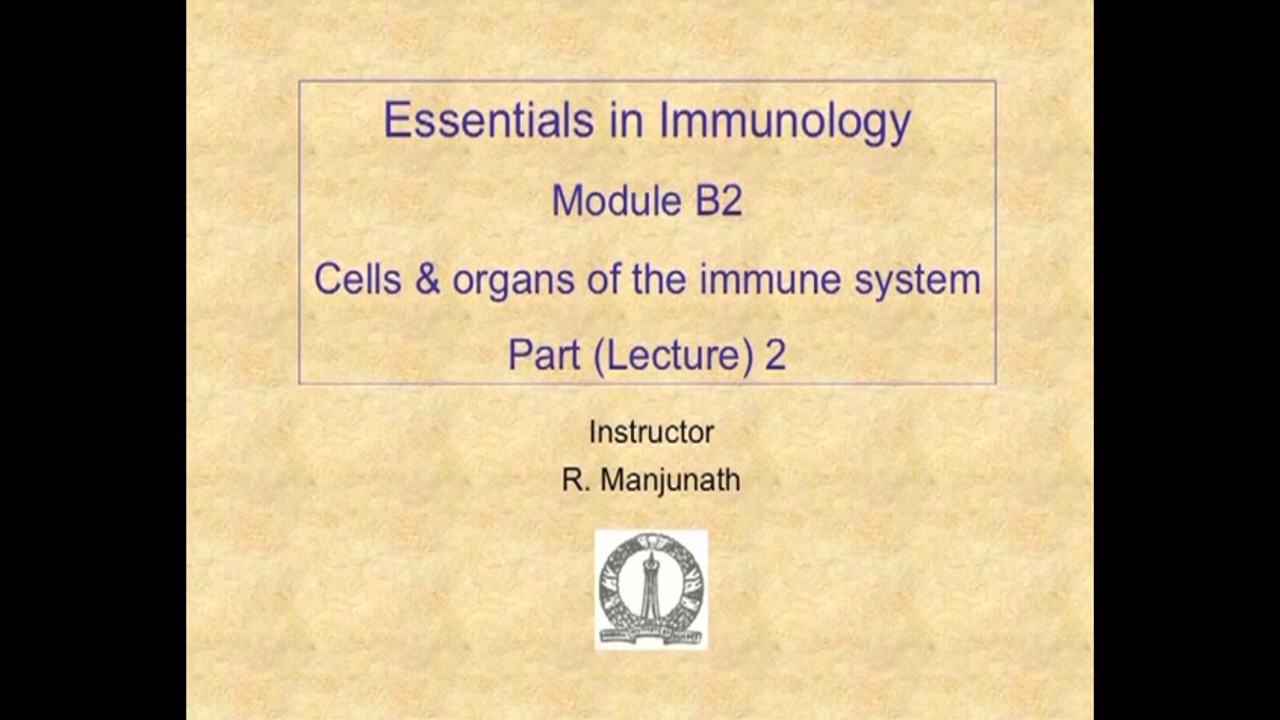 Essentials in Immunology
Module B2
Cells & organs of the immune system
Part (Lecture) 2
Instructor
R. Manjunath